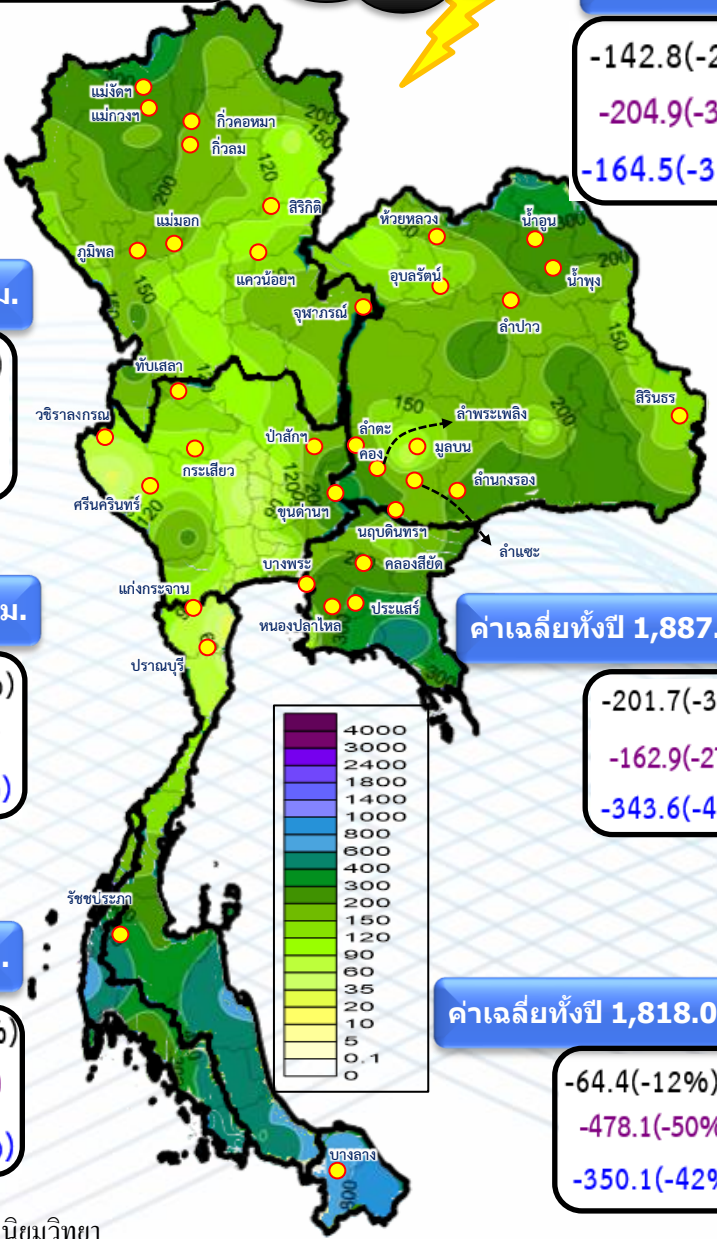 -142.8(-2
-204.9(-3
-164.5(-3
200
150
120
200
150
แม่งัดฯ
แม่กวงฯ
กิ่วคอหมา
กิ่วลม
สิริกิติ์
แม่มอก
ภูมิพล
แควน้อยฯ
ห้วยหลวง
น้ำอูน
300
200
น้ำพุง
อุบลรัตน์
ลำปาว
จุฬาภรณ์
150
สิรินธร
ม.
ทับเสลา
วชิราลงกรณ
ป่าสักฯ
ลำตะ
คอง
150
ลำพระเพลิง
200
มูลบน
กระเสียว
ศรีนครินทร์
120
ขุนด่านฯ
ลำนางรอง
นฤบดินทรฯ
ลำแซะ
บางพระ
คลองสียัด
แก่งกระจาน
ประแสร์
หนองปลาไหล
300
ม.
ค่าเฉลี่ยทั้งปี 1,887.
ปราณบุรี
-201.7(-3
-162.9(-27
-343.6(-4
4000
3000
2400
1800
1400
1000
800
600
400
300
200
150
120
90
60
35
20
10
5
0.1
0
รัชชประภา
ค่าเฉลี่ยทั้งปี 1,818.0
-64.4(-12%)
-478.1(-50%
-350.1(-42%
บางลาง
800
นิยมวิทยา